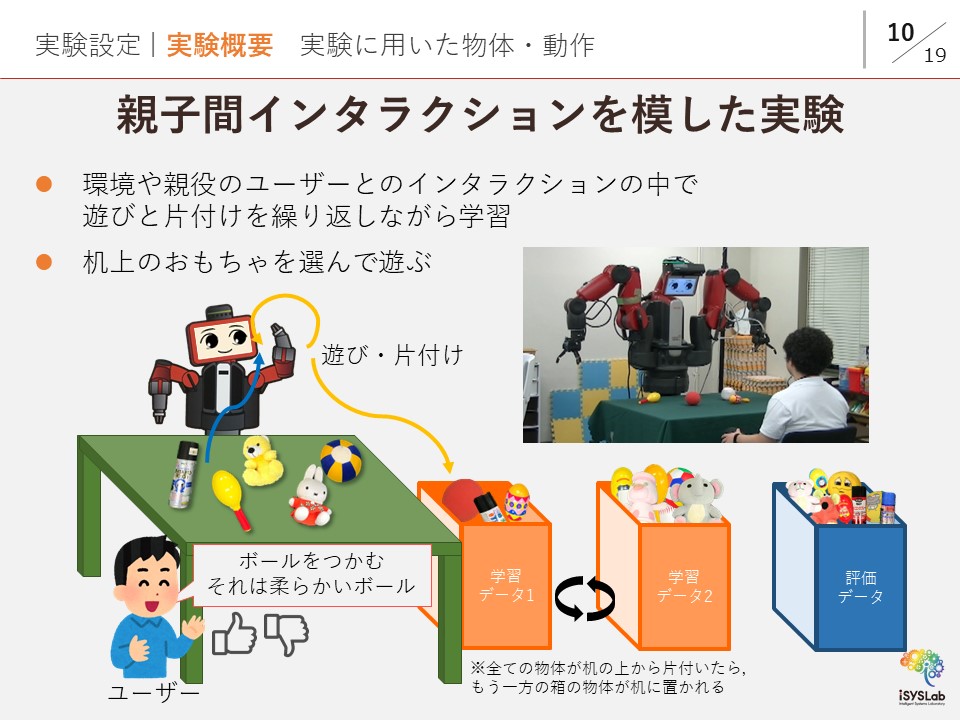 実験設定 | 実験概要　実験に用いた物体・動作
10
19
親子間インタラクションを模した実験
環境や親役のユーザーとのインタラクションの中で
遊びと片付けを繰り返しながら学習
机上のおもちゃを選んで遊ぶ
遊び・片付け
ボールをつかむ
それは柔らかいボール
学習
データ1
学習
データ2
評価
データ
※全ての物体が机の上から片付いたら,
もう一方の箱の物体が机に置かれる
ユーザー
iSYSLab
Intelligent Systems Laboratory